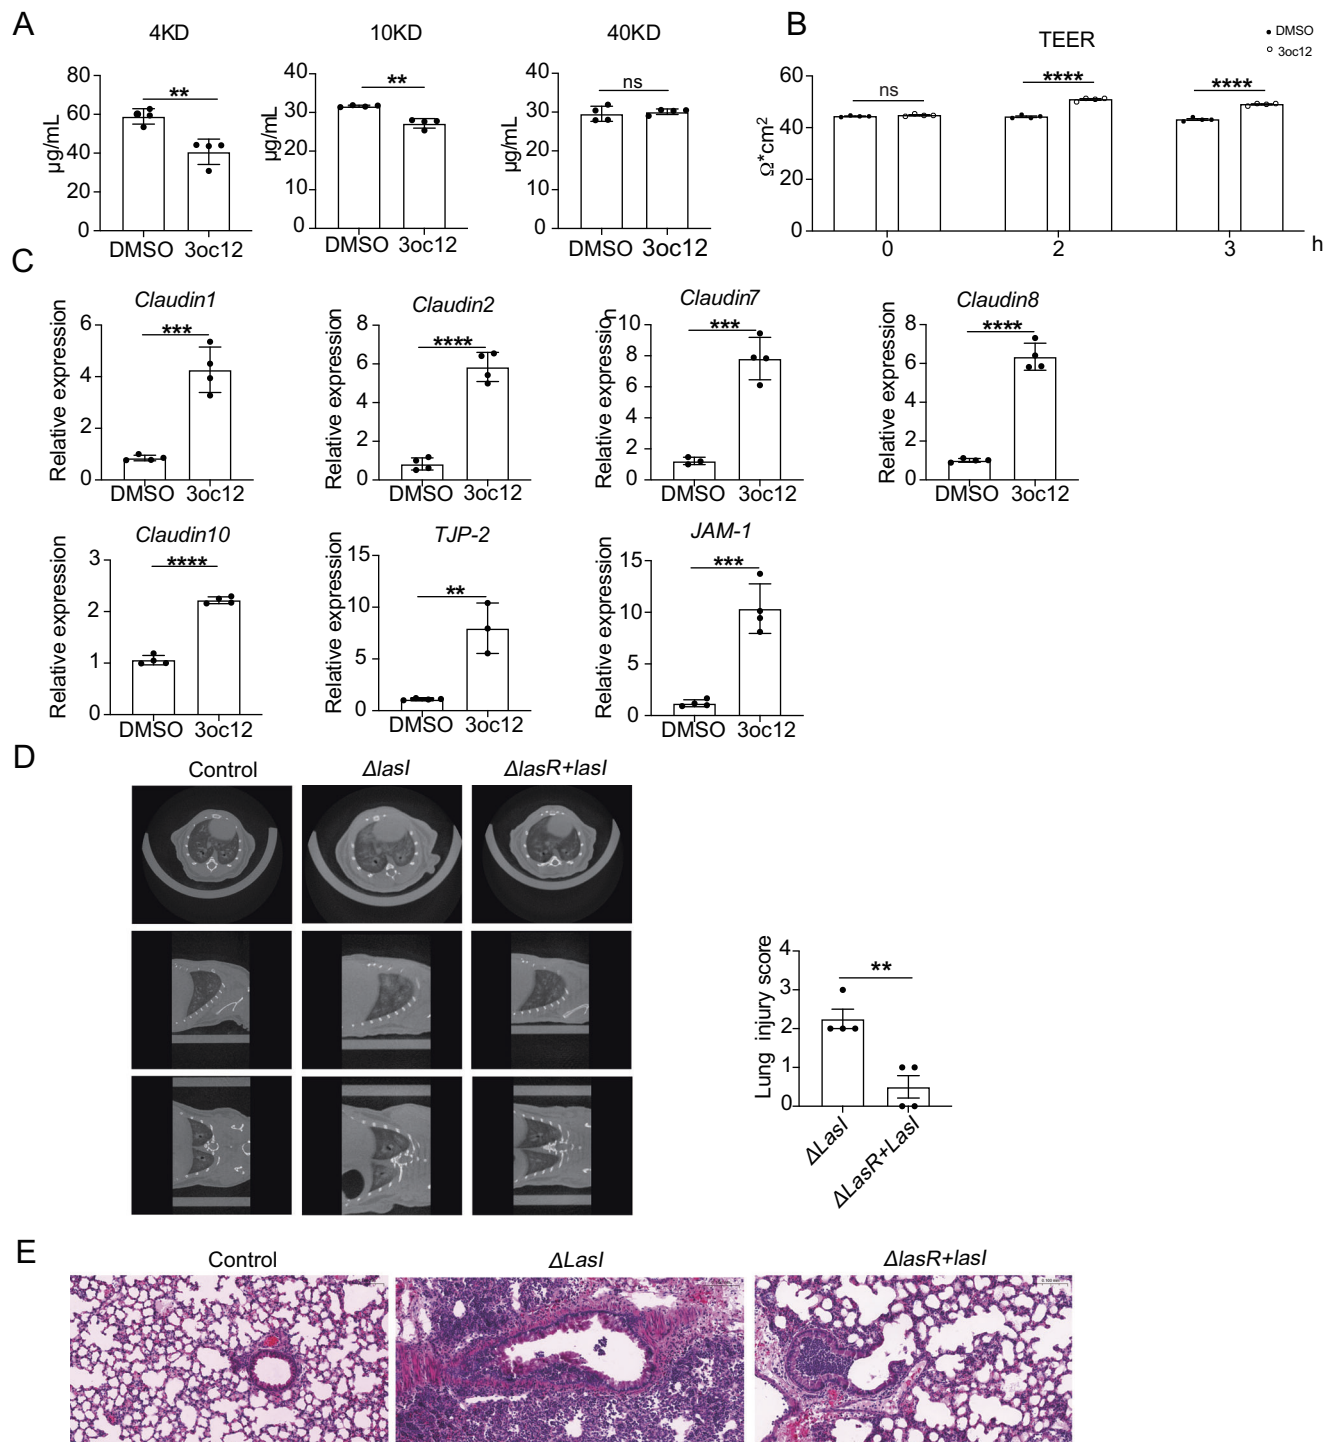 A
4KD
10KD
40KD
B
TEER
DMSO
3oc12
µg/mL
80
60
40
20
0
**
DMSO 3oc12
µg/mL
40
30
20
10
0
**
DMSO 3oc12
µg/mL
40
30
20
10
0
ns
DMSO 3oc12
Ω*cm²
60
40
20
0
ns
****
****
0 2 3 h
C
Claudin1
Relative expression
6
4
2
0
***
DMSO 3oc12
Claudin2
Relative expression
8
6
4
2
0
****
DMSO 3oc12
Claudin7
Relative expression
10
8
6
4
2
0
***
DMSO 3oc12
Claudin8
Relative expression
8
6
4
2
0
****
DMSO 3oc12
Claudin10
Relative expression
3
2
1
0
****
DMSO 3oc12
TJP-2
Relative expression
15
10
5
0
**
DMSO 3oc12
JAM-1
Relative expression
15
10
5
0
***
DMSO 3oc12
D
Control
ΔlasI
ΔlasR+lasI
Lung injury score
4
3
2
1
0
**
ΔLasI
ΔLasR+LasI
E
Control
ΔLasI
ΔlasR+lasI